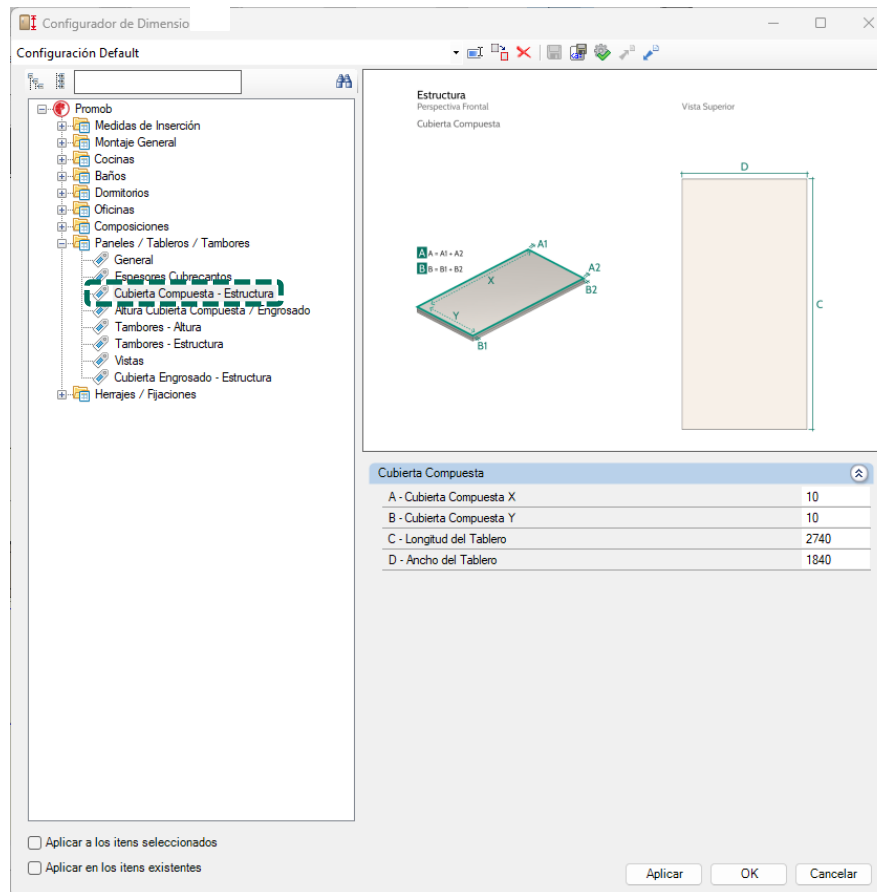 Configurador de Dimensio
Configuración Default
Promob
Medidas de Inserción
Montaje General
Cocinas
Baños
Dormitorios
Oficinas
Composiciones
Paneles / Tableros / Tambores
General
Espesores Cubrecantos
Cubierta Compuesta - Estructura
Altura Cubierta Compuesta / Engrosado
Tambores - Altura
Tambores - Estructura
Vistas
Cubierta Engrosado - Estructura
Herrajes / Fijaciones
Estructura
Perspectiva Frontal
Vista Superior
Cubierta Compuesta
D
A A = A1 + A2
B B = B1 + B2
A1
A2
X
B2
Y
B1
C
Cubierta Compuesta
A - Cubierta Compuesta X 10
B - Cubierta Compuesta Y 10
C - Longitud del Tablero 2740
D - Ancho del Tablero 1840
Aplicar a los itens seleccionados
Aplicar en los itens existentes
Aplicar OK Cancelar